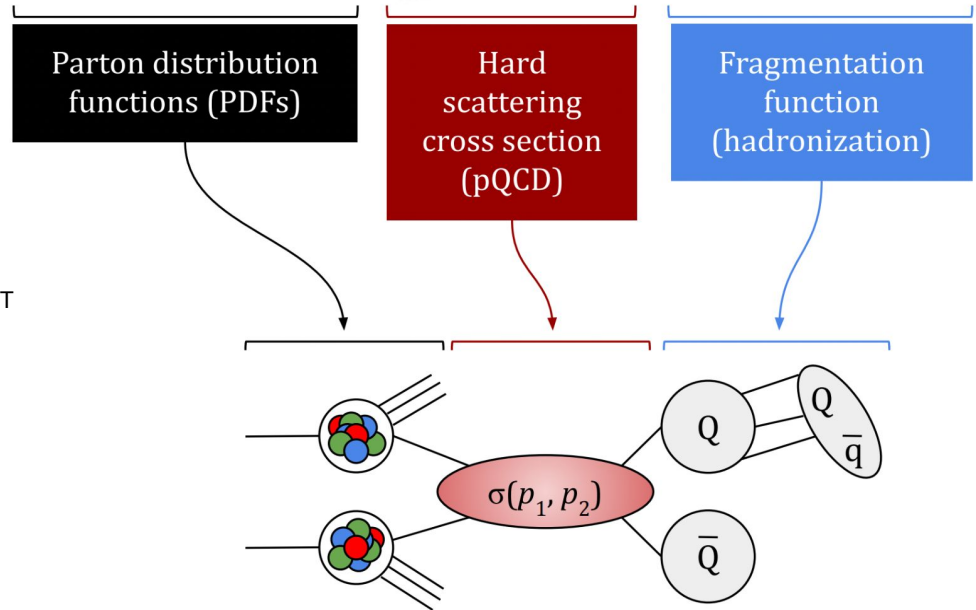 Parton distribution
functions (PDFs)
Hard
scattering
cross section
(pQCD)
Fragmentation
function
(hadronization)
T
Q
Q
q̅
σ(p₁, p₂)
Q̅